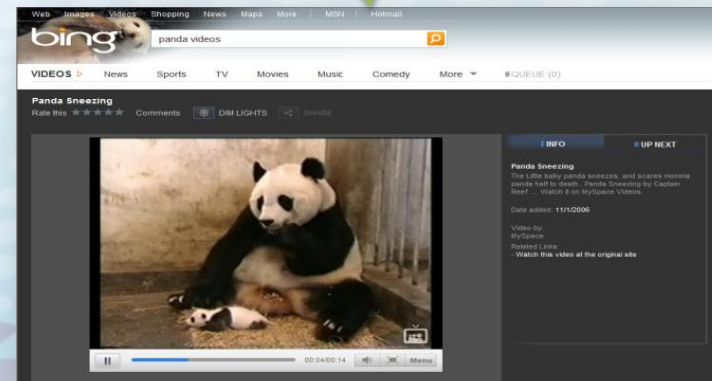 Web Images Videos Shopping News Maps More | MSN | Hotmail
bing
panda videos
VIDEOS > News Sports TV Movies Music Comedy More QUEUE (0)
Panda Sneezing
Rate this Comments DIM LIGHTS SHARE
INFO UP NEXT
Panda Sneezing
The Little baby panda sneezes, and scares momma
panda half to death.. Panda Sneezing by Captain
Reef .... Watch it on MySpace Videos.
Date added: 11/1/2006
Video by:
MySpace
Related Links:
- Watch this video at the original site
00:04/00:14 Menu